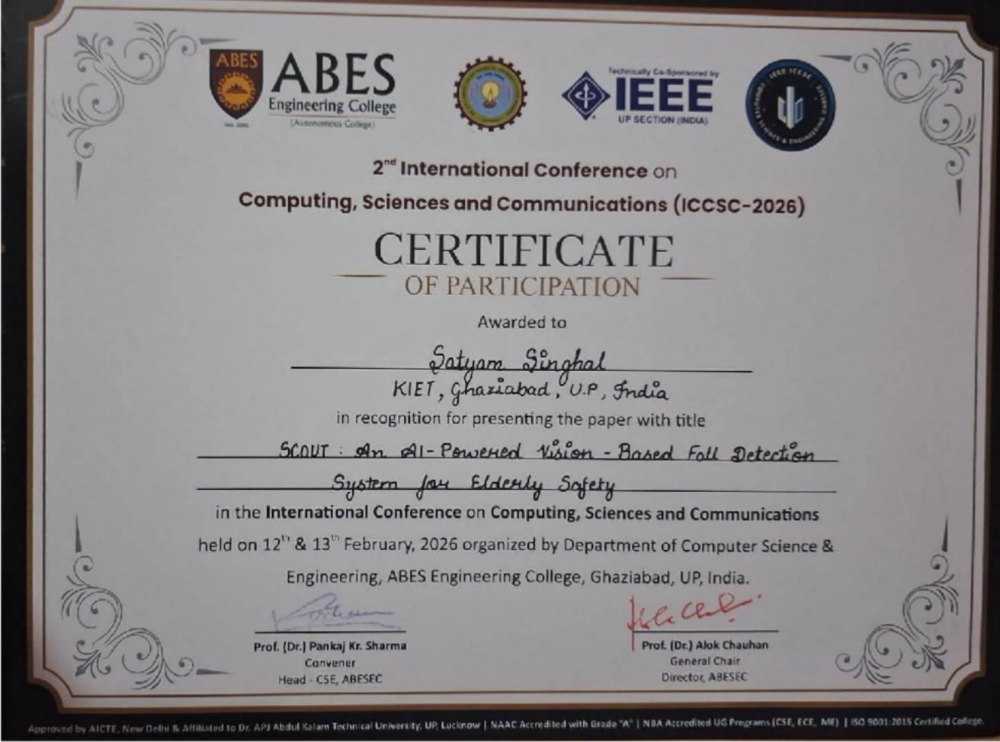 ABES
ABES
Engineering College
(Autonomous College)
Estd. 2000
Technically Co-Sponsored by
IEEE
UP SECTION (INDIA)
IEEE ICCSC
2nd International Conference on
Computing, Sciences and Communications (ICCSC-2026)
CERTIFICATE
OF PARTICIPATION
Awarded to
Satyam Singhal
KIET, Ghaziabad, U.P, India
in recognition for presenting the paper with title
SCOUT : An AI-Powered Vision - Based Fall Detection
System for Elderly Safety
in the International Conference on Computing, Sciences and Communications
held on 12th & 13th February, 2026 organized by Department of Computer Science &
Engineering, ABES Engineering College, Ghaziabad, UP, India.
Prof. (Dr.) Pankaj Kr. Sharma
Convener
Head - CSE, ABESEC
Prof. (Dr.) Alok Chauhan
General Chair
Director, ABESEC
Approved by AICTE, New Delhi & Affiliated to Dr. APJ Abdul Kalam Technical University, UP, Lucknow | NAAC Accredited with Grade "A" | NBA Accredited UG Programs (CSE, ECE, ME) | ISO 9001:2015 Certified College.